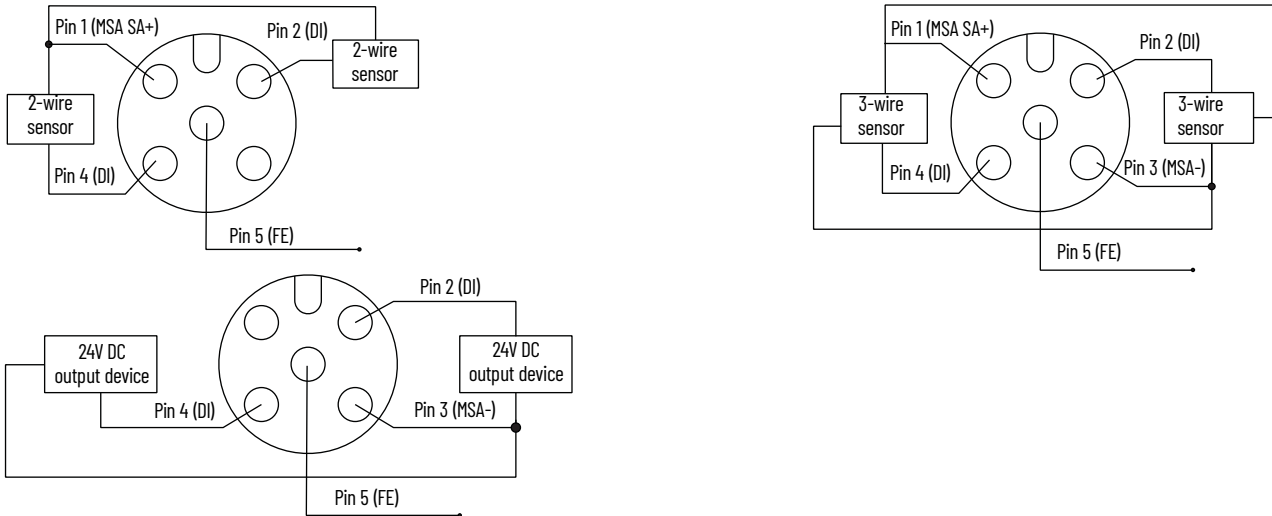 Pin 1 (MSA SA+)
Pin 2 (DI)
2-wire
sensor
2-wire
sensor
Pin 4 (DI)
Pin 5 (FE)
Pin 1 (MSA SA+)
Pin 2 (DI)
3-wire
sensor
3-wire
sensor
Pin 4 (DI)
Pin 3 (MSA-)
Pin 5 (FE)
Pin 2 (DI)
24V DC
output device
24V DC
output device
Pin 4 (DI)
Pin 3 (MSA-)
Pin 5 (FE)